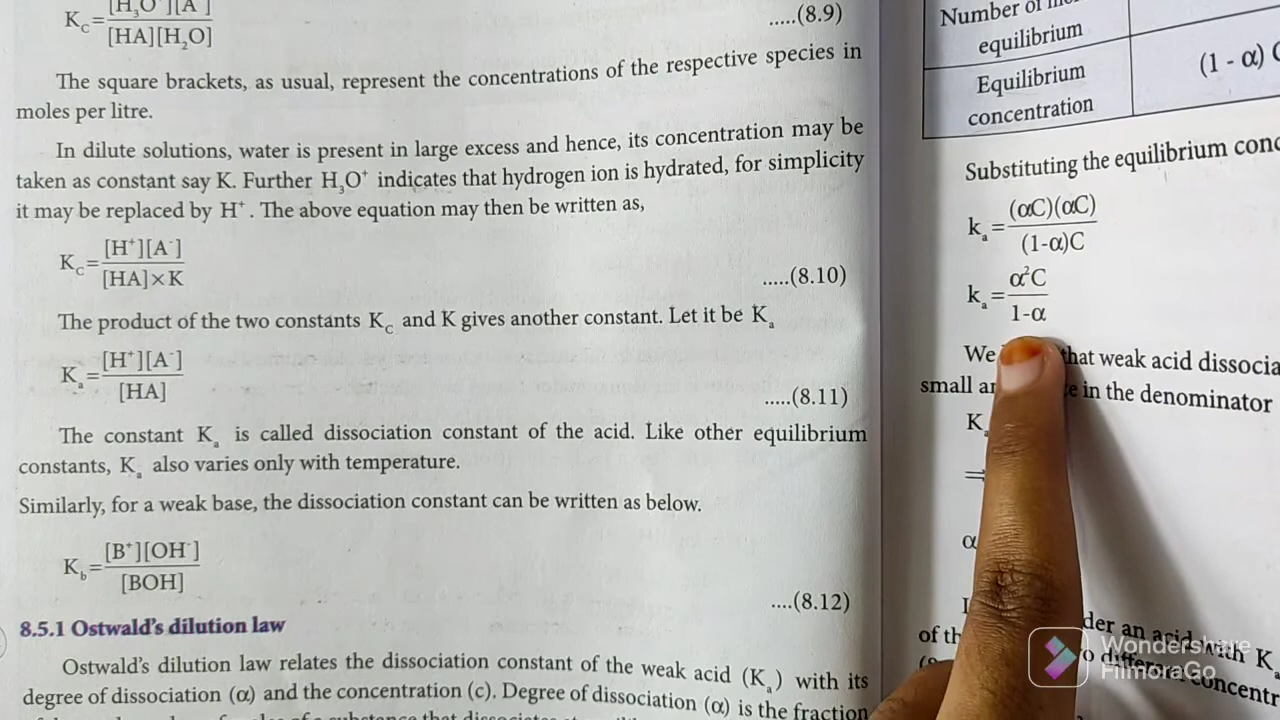 K_C = [H₃O⁺][A⁻] / [HA][H₂O] .....(8.9)
The square brackets, as usual, represent the concentrations of the respective species in
moles per litre.
In dilute solutions, water is present in large excess and hence, its concentration may be
taken as constant say K. Further H₃O⁺ indicates that hydrogen ion is hydrated, for simplicity
it may be replaced by H⁺ . The above equation may then be written as,
K_C = [H⁺][A⁻] / [HA]×K .....(8.10)
The product of the two constants K_C and K gives another constant. Let it be K_a
K_a = [H⁺][A⁻] / [HA] .....(8.11)
The constant K_a is called dissociation constant of the acid. Like other equilibrium
constants, K_a also varies only with temperature.
Similarly, for a weak base, the dissociation constant can be written as below.
K_b = [B⁺][OH⁻] / [BOH] ....(8.12)
8.5.1 Ostwald's dilution law
Ostwald's dilution law relates the dissociation constant of the weak acid (K_a) with its
degree of dissociation (α) and the concentration (c). Degree of dissociation (α) is the fraction
Number of
equilibrium
Equilibrium
concentration
(1 - α)
Substituting the equilibrium
k_a = (αC)(αC) / (1-α)C
k_a = α²C / 1-α
We that weak acid
small in the denominator
K
⇒
α
an acid with K
of
Wondershare
FilmoraGo